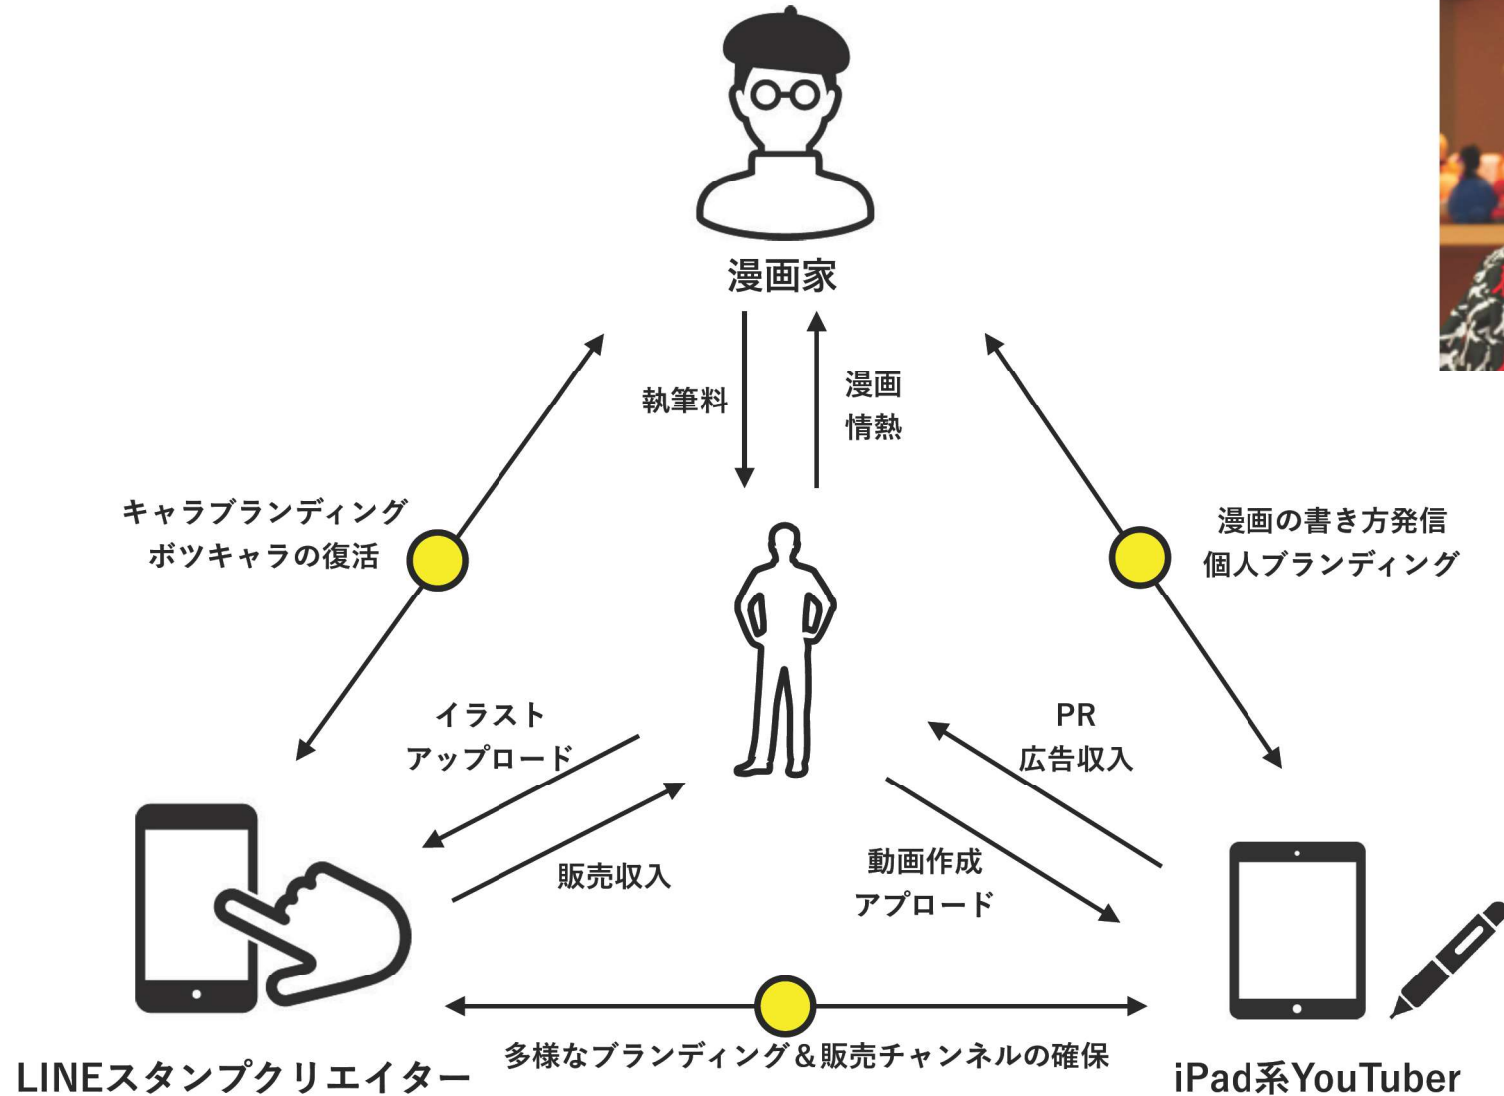 漫画家
執筆料
漫画
情熱
キャラブランディング
ボツキャラの復活
漫画の書き方発信
個人ブランディング
イラスト
アップロード
PR
広告収入
販売収入
動画作成
アプロード
多様なブランディング＆販売チャンネルの確保
LINEスタンプクリエイター
iPad系YouTuber